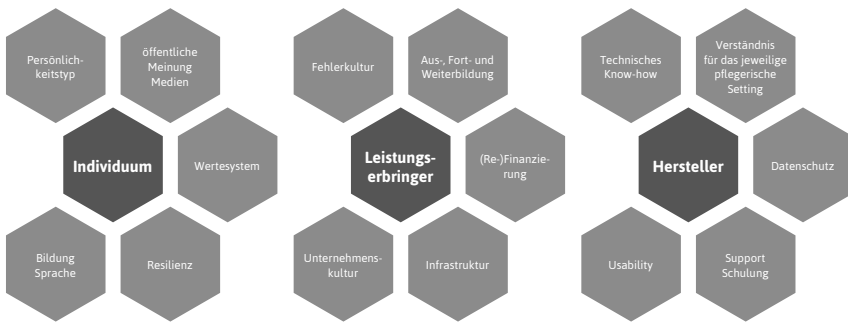 Persönlich-
keitstyp
öffentliche
Meinung
Medien
Individuum
Wertesystem
Bildung
Sprache
Resilienz
Fehlerkultur
Aus-, Fort- und
Weiterbildung
Leistungs-
erbringer
(Re-)Finanzie-
rung
Unternehmens-
kultur
Infrastruktur
Technisches
Know-how
Verständnis
für das jeweilige
pflegerische
Setting
Hersteller
Datenschutz
Usability
Support
Schulung